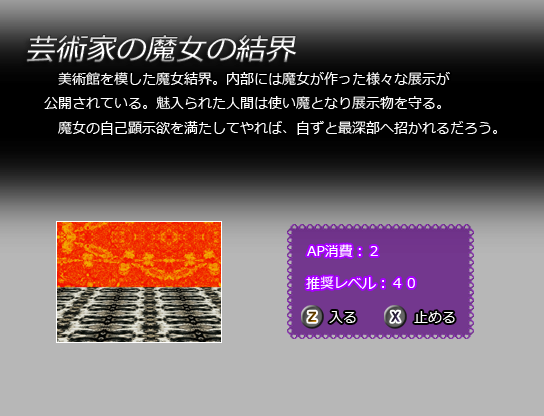 芸術家の魔女の結界
美術館を模した魔女結界。内部には魔女が作った様々な展示が
公開されている。魅入られた人間は使い魔となり展示物を守る。
魔女の自己顕示欲を満たしてやれば、自ずと最深部へ招かれるだろう。
AP消費：２
推奨レベル：４０
Z 入る X 止める